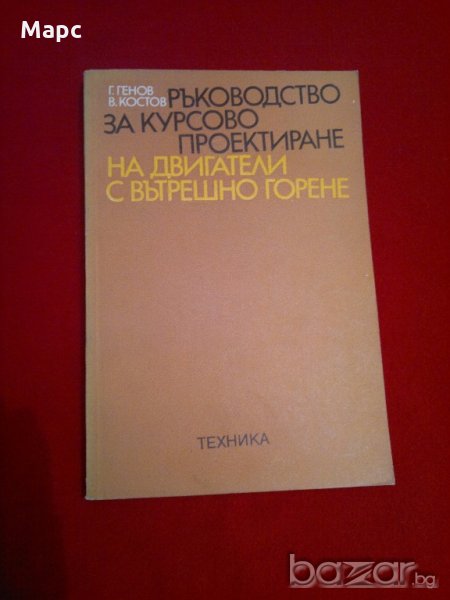 Марс
Г. ГЕНОВ
В. КОСТОВ РЪКОВОДСТВО
ЗА КУРСОВО
ПРОЕКТИРАНЕ
НА ДВИГАТЕЛИ
С ВЪТРЕШНО ГОРЕНЕ
ТЕХНИКА
bazar.bg